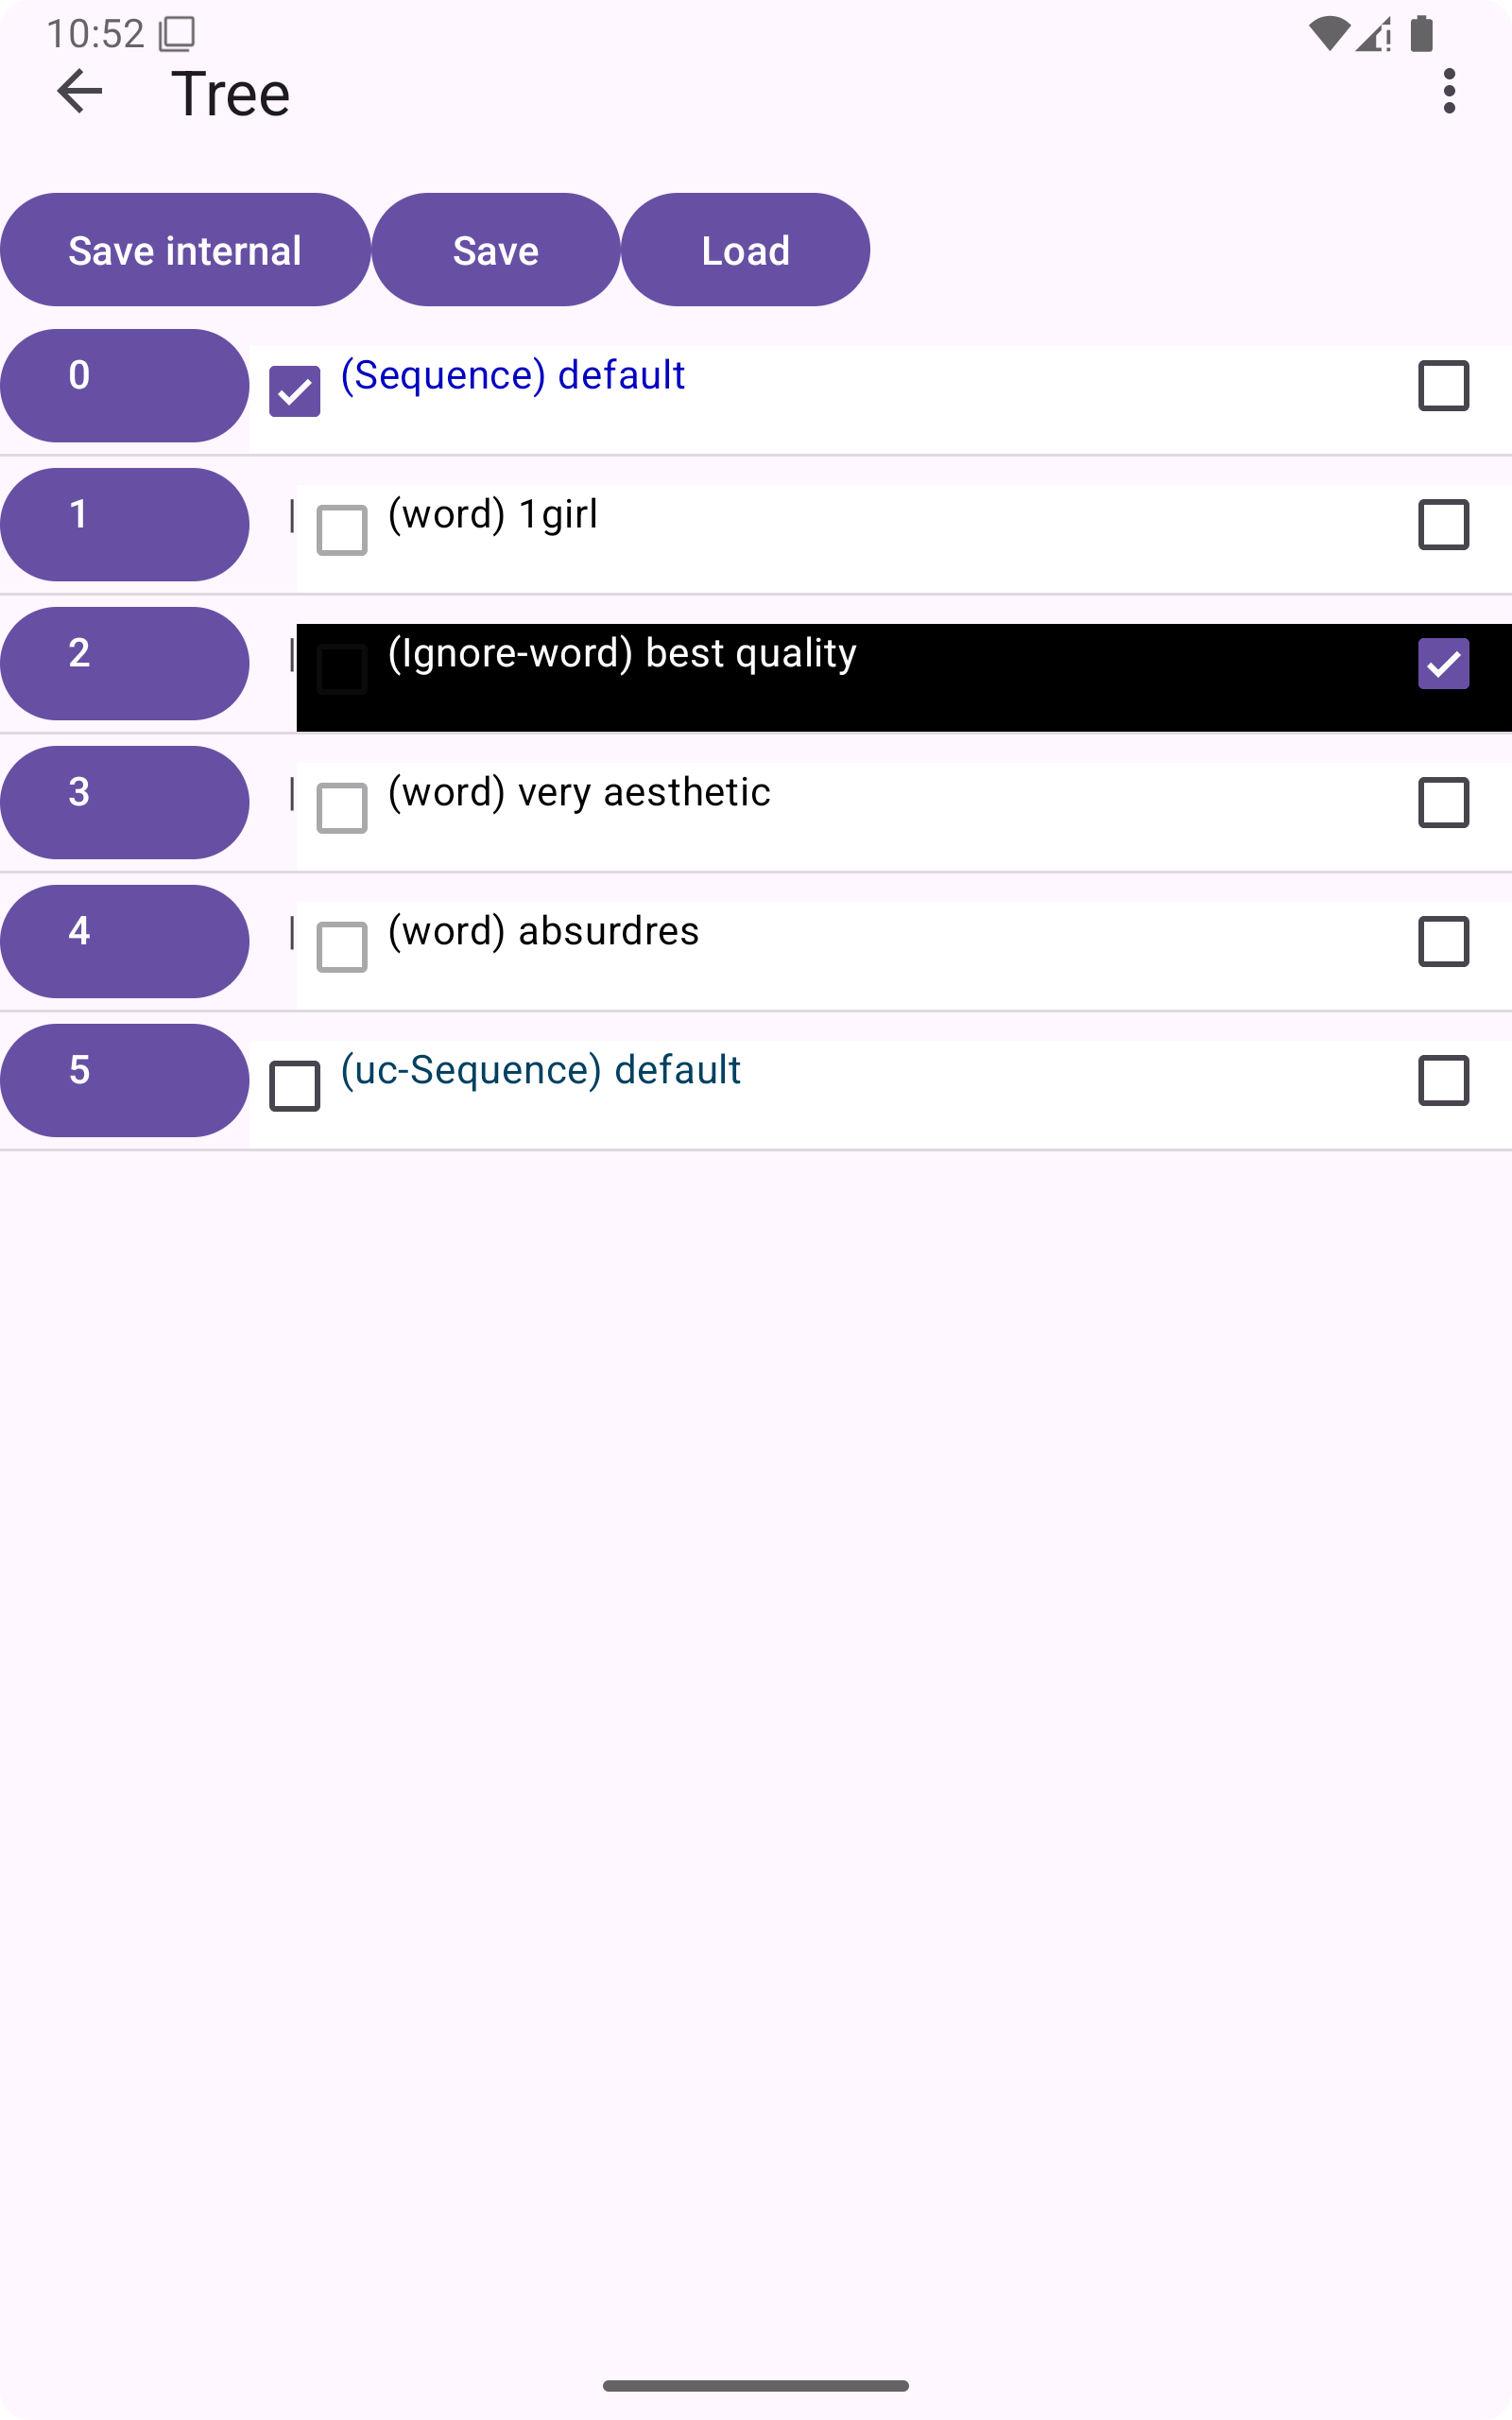 10:52
Tree
Save internal Save Load
0 (Sequence) default
1 | (word) 1girl
2 | (Ignore-word) best quality
3 | (word) very aesthetic
4 | (word) absurdres
5 (uc-Sequence) default